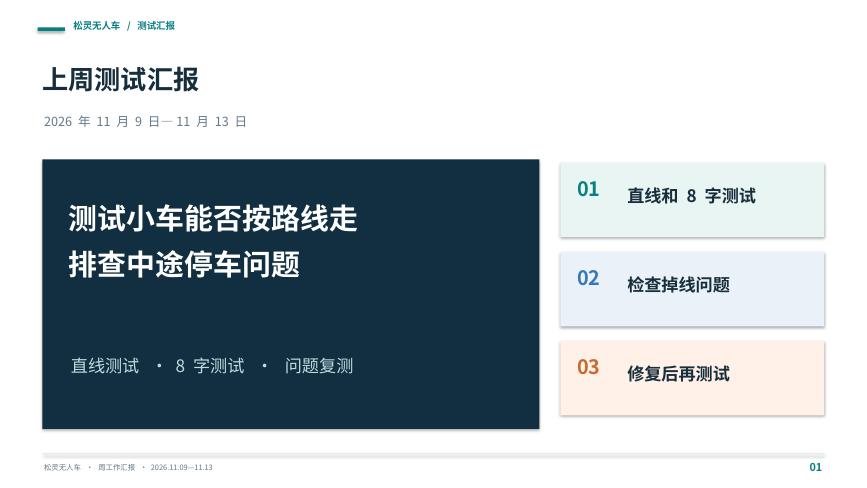 松灵无人车 / 测试汇报
上周测试汇报
2026 年 11 月 9 日—11 月 13 日
测试小车能否按路线走
排查中途停车问题
直线测试 · 8 字测试 · 问题复测
01 直线和 8 字测试
02 检查掉线问题
03 修复后再测试
松灵无人车 · 周工作汇报 · 2026.11.09—11.13
01